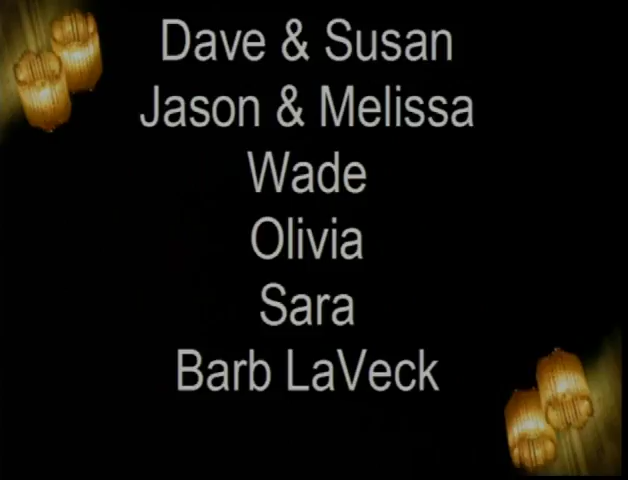 Dave & Susan
Jason & Melissa
Wade
Olivia
Sara
Barb LaVeck